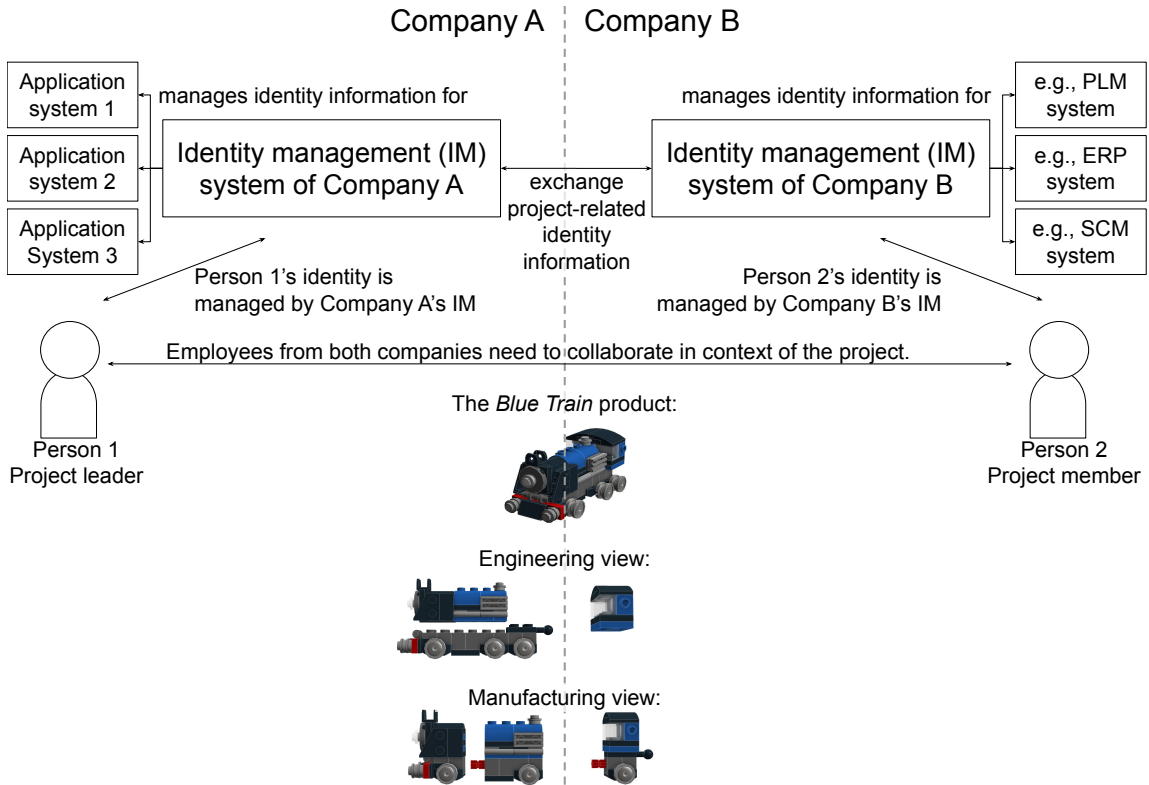 Company A
Company B
Application
system 1
manages identity information for
manages identity information for
e.g., PLM
system
Application
system 2
Identity management (IM)
system of Company A
exchange
project-related
identity
information
Identity management (IM)
system of Company B
e.g., ERP
system
Application
System 3
e.g., SCM
system
Person 1’s identity is
managed by Company A’s IM
Person 2’s identity is
managed by Company B’s IM
Employees from both companies need to collaborate in context of the project.
Person 1
Project leader
Person 2
Project member
The Blue Train product:
Engineering view:
Manufacturing view: